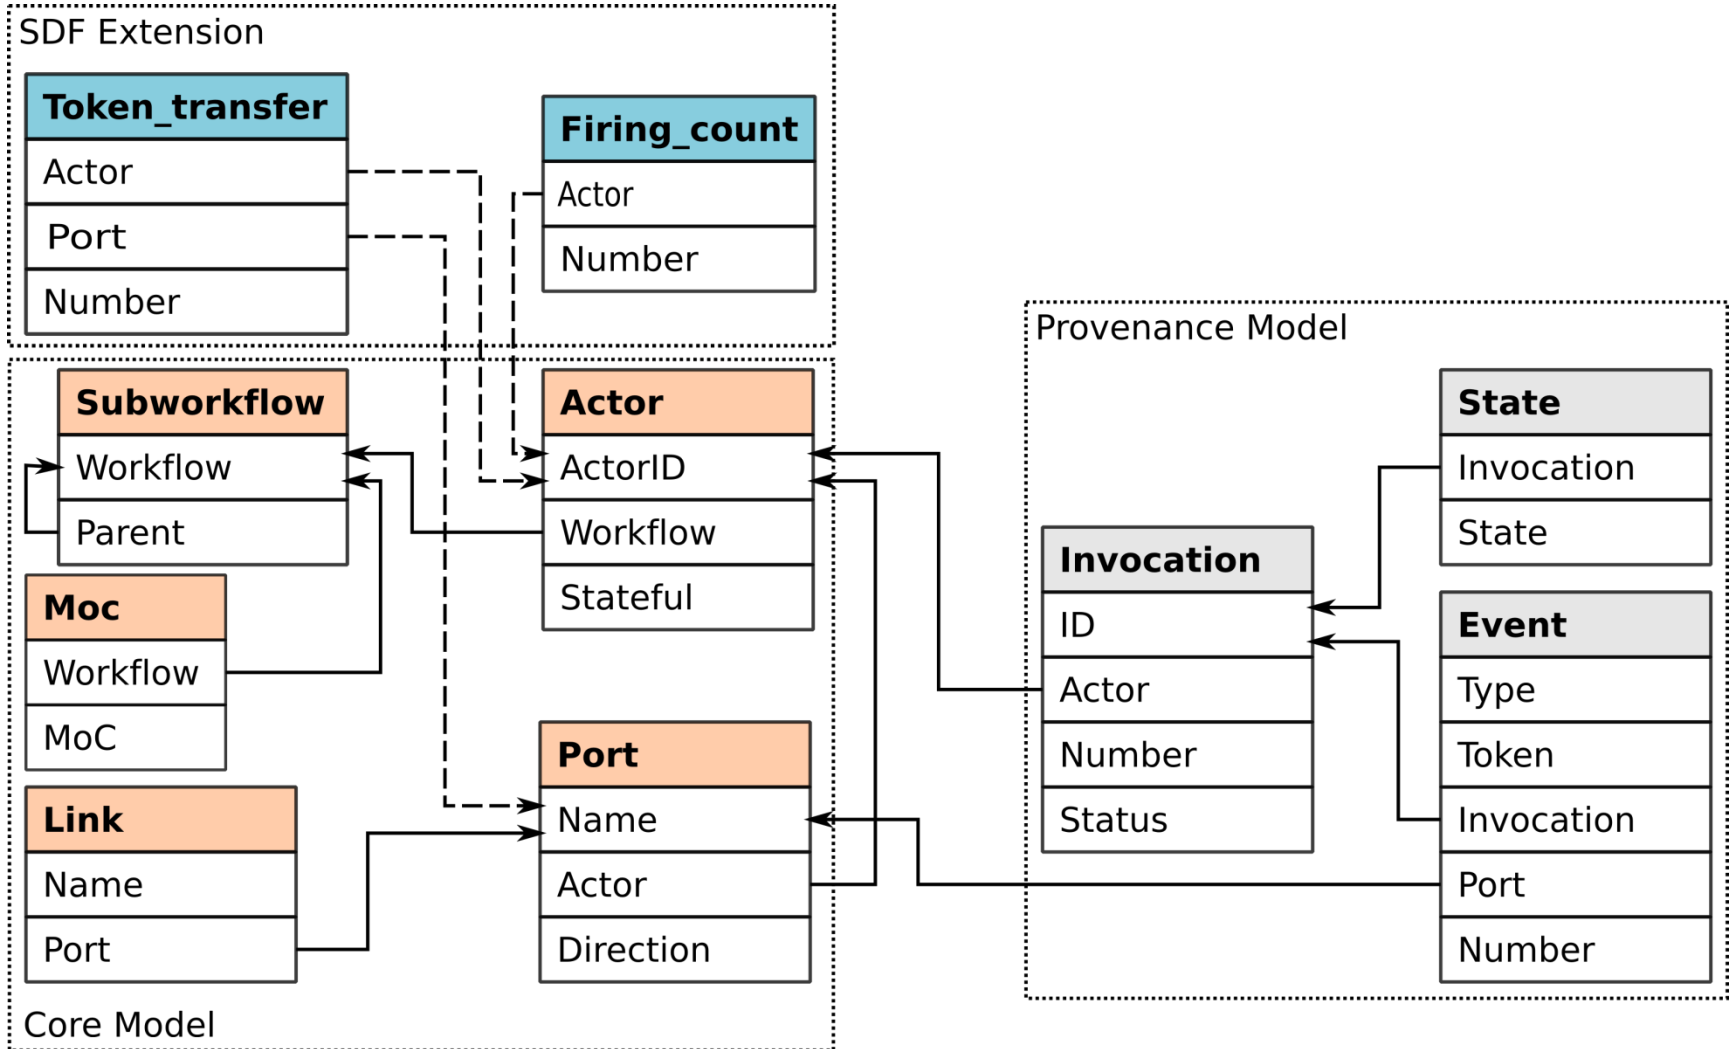 SDF Extension
Token_transfer
Actor
Port
Number
Firing_count
Actor
Number
Subworkflow
Workflow
Parent
Moc
Workflow
MoC
Link
Name
Port
Actor
ActorID
Workflow
Stateful
Port
Name
Actor
Direction
Core Model
Provenance Model
Invocation
ID
Actor
Number
Status
State
Invocation
State
Event
Type
Token
Invocation
Port
Number